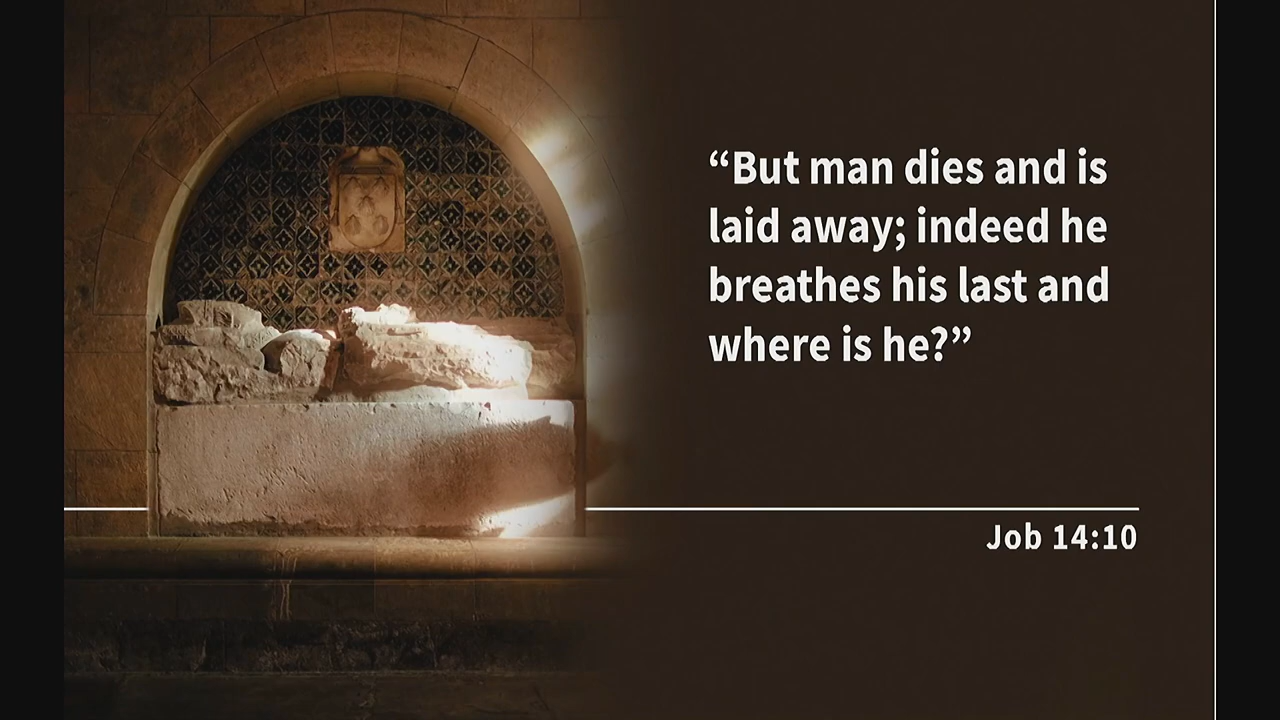 “But man dies and is
laid away; indeed he
breathes his last and
where is he?”
Job 14:10